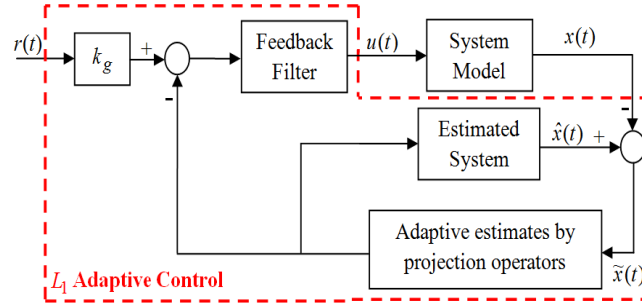 r(t)
k_g
+
-
Feedback
Filter
u(t)
System
Model
x(t)
-
Estimated
System
x̂(t) +
Adaptive estimates by
projection operators
x̃(t)
L₁ Adaptive Control